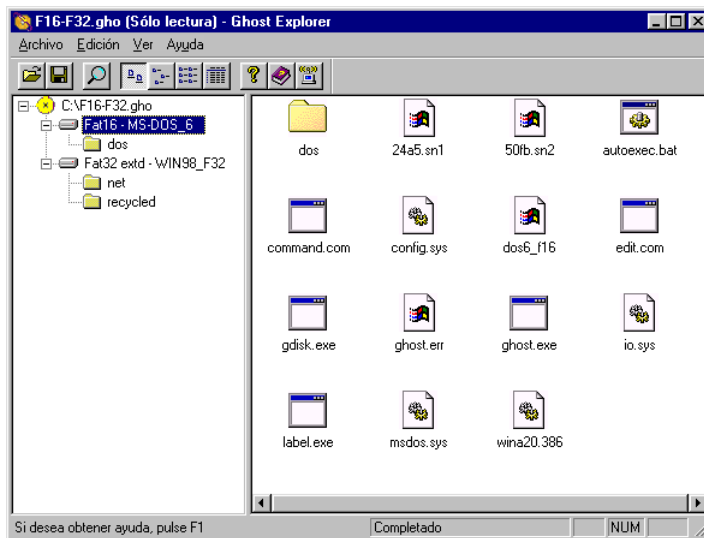 F16-F32.gho (Sólo lectura) - Ghost Explorer
Archivo Edición Ver Ayuda
C:\F16-F32.gho
Fat16 - MS-DOS_6
dos
Fat32 extd - WIN98_F32
net
recycled
dos 24a5.sn1 50fb.sn2 autoexec.bat
command.com config.sys dos6_f16 edit.com
gdisk.exe ghost.err ghost.exe io.sys
label.exe msdos.sys wina20.386
Si desea obtener ayuda, pulse F1 Completado NUM